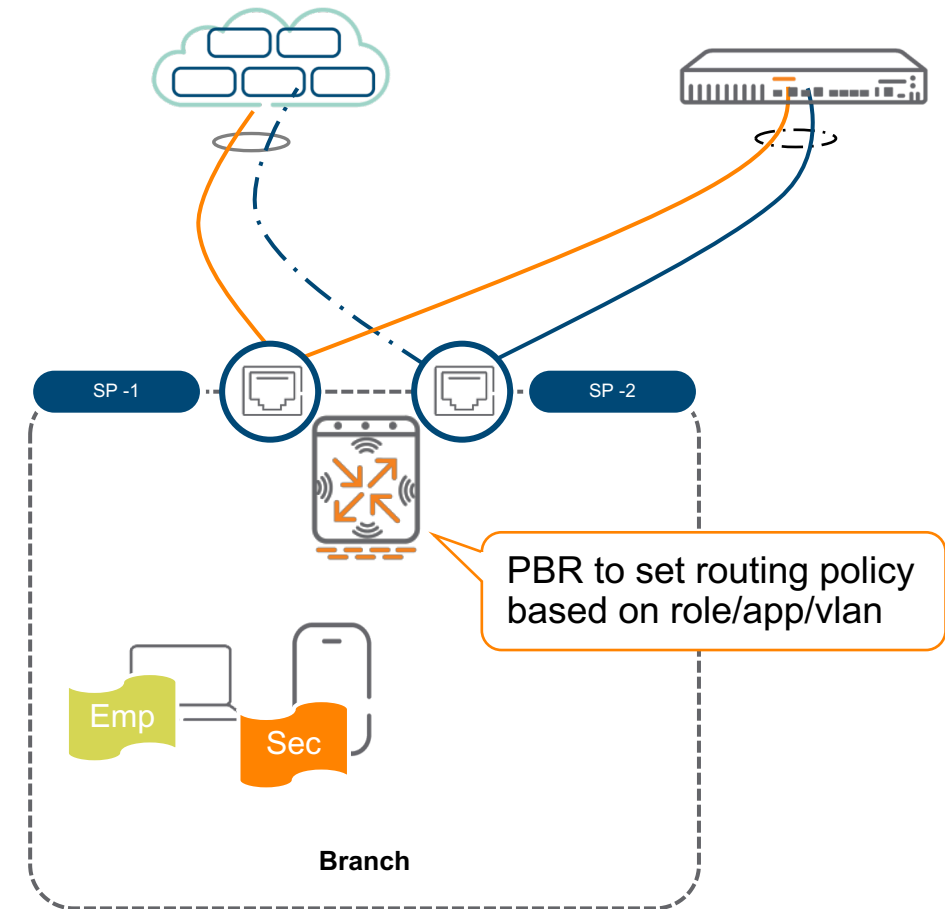 SP -1
SP -2
PBR to set routing policy
based on role/app/vlan
Emp
Sec
Branch